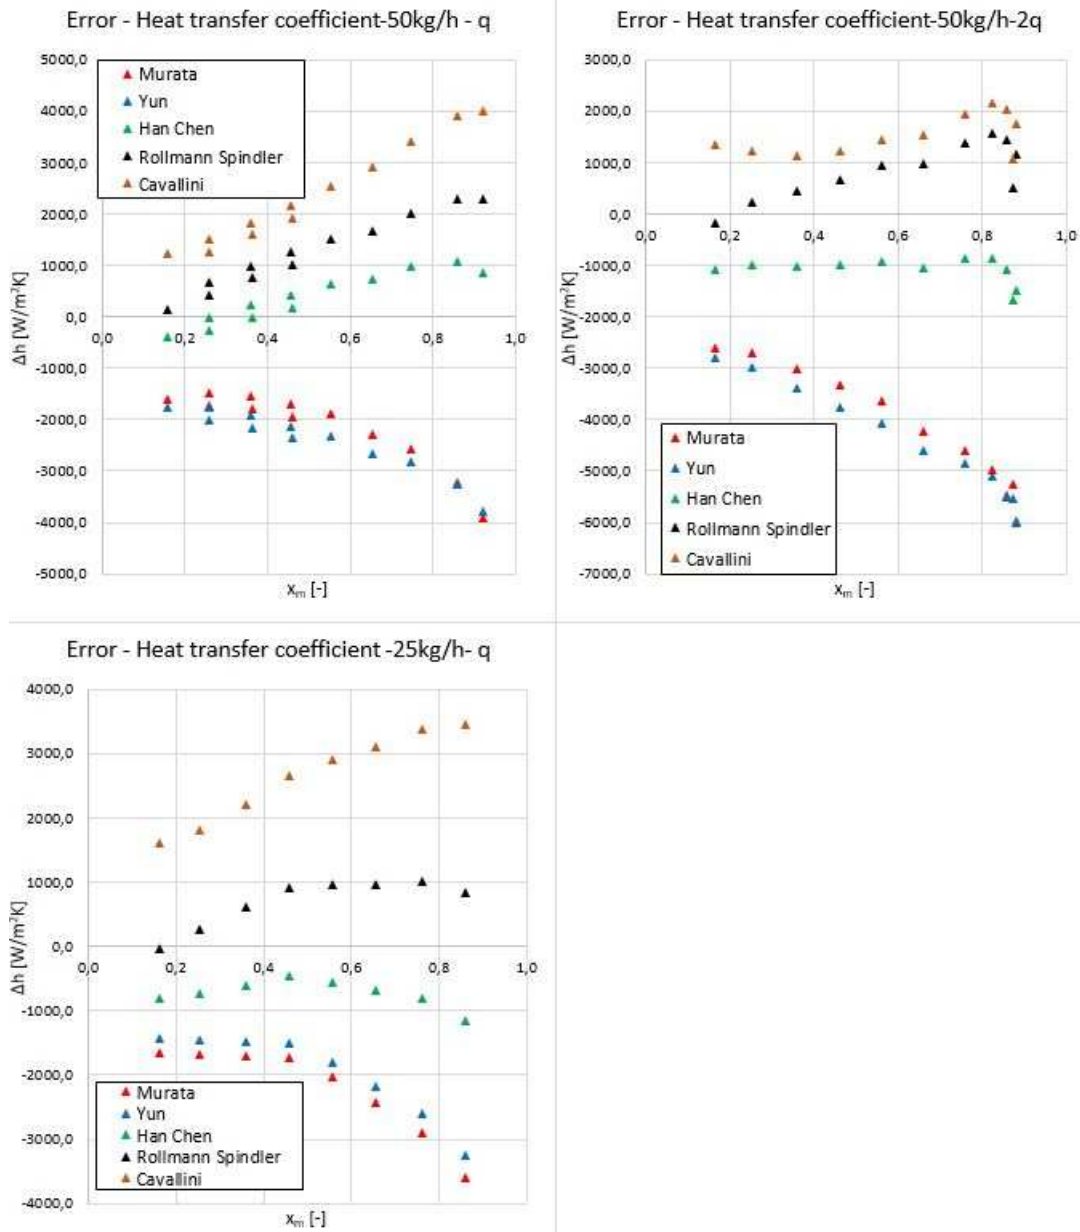 Error - Heat transfer coefficient-50kg/h - q
5000,0
4000,0
3000,0
2000,0
1000,0
0,0
-1000,0
-2000,0
-3000,0
-4000,0
-5000,0
Δh [W/m²K]
Murata
Yun
Han Chen
Rollmann Spindler
Cavallini
0,0 0,2 0,4 0,6 0,8 1,0
xₘ [-]
Error - Heat transfer coefficient-50kg/h-2q
3000,0
2000,0
1000,0
0,0
-1000,0
-2000,0
-3000,0
-4000,0
-5000,0
-6000,0
-7000,0
Δh [W/m²K]
0,0 0,2 0,4 0,6 0,8 1,0
Murata
Yun
Han Chen
Rollmann Spindler
Cavallini
xₘ [-]
Error - Heat transfer coefficient -25kg/h- q
4000,0
3000,0
2000,0
1000,0
0,0
-1000,0
-2000,0
-3000,0
-4000,0
Δh [W/m²K]
0,0 0,2 0,4 0,6 0,8 1,0
Murata
Yun
Han Chen
Rollmann Spindler
Cavallini
xₘ [-]